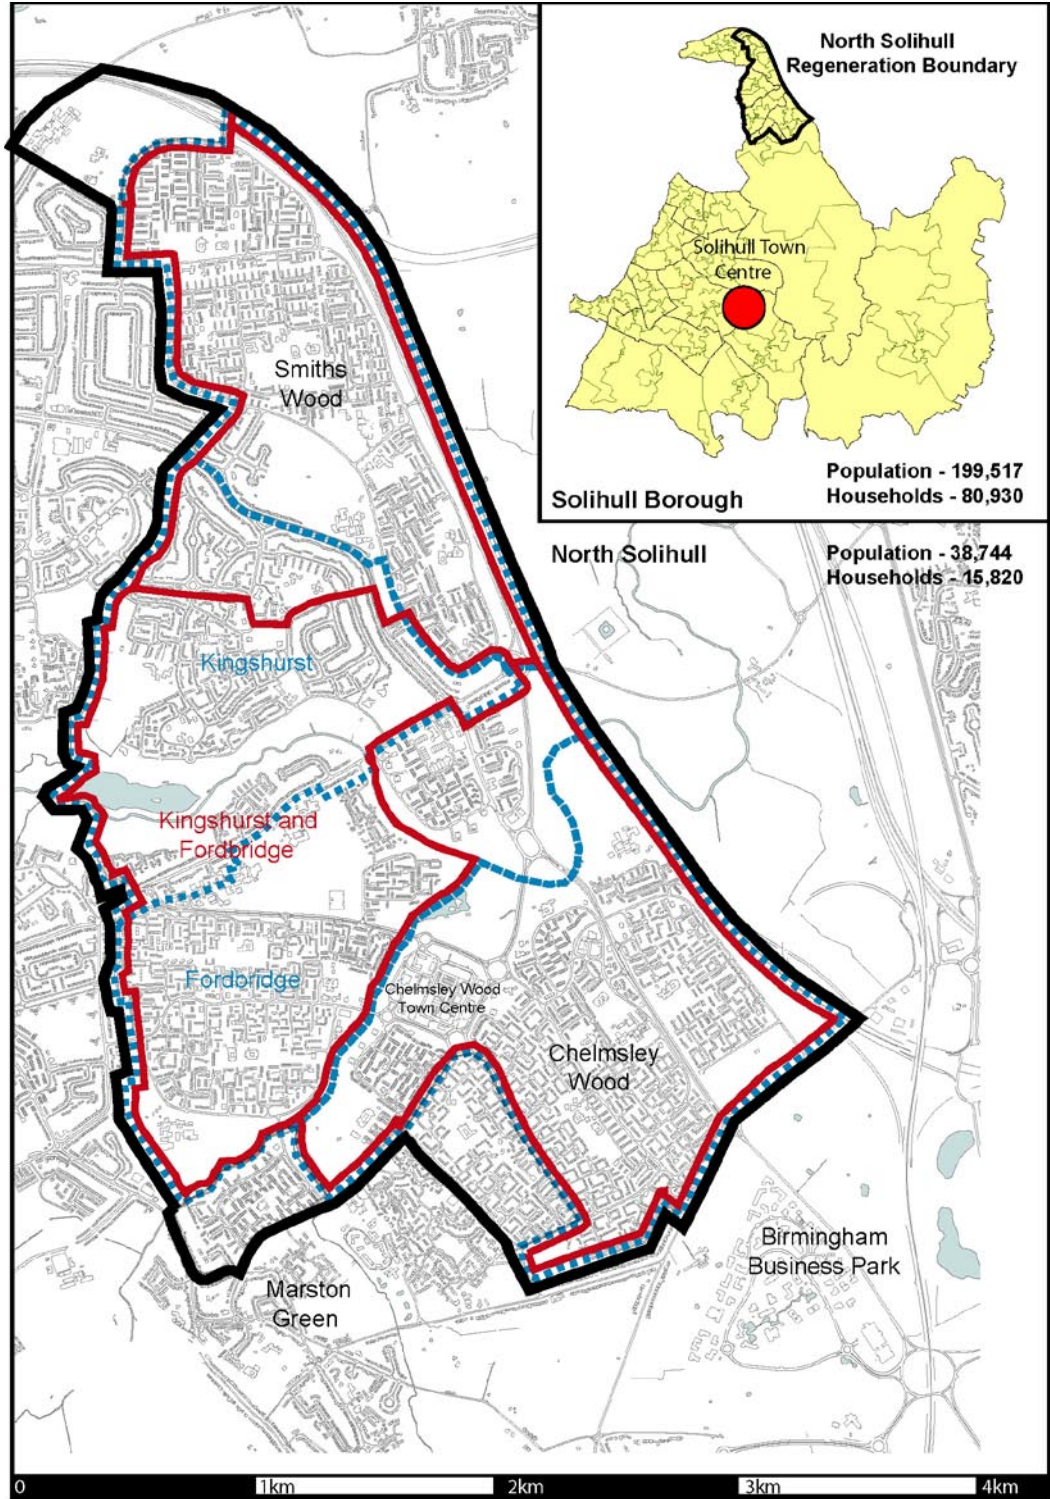 North Solihull
Regeneration Boundary
Solihull Town
Centre
Population - 199,517
Households - 80,930
Solihull Borough
North Solihull
Population - 38,744
Households - 15,820
Smiths
Wood
Kingshurst
Kingshurst and
Fordbridge
Fordbridge
Chelmsley Wood
Town Centre
Chelmsley
Wood
Birmingham
Business Park
Marston
Green
0 1km 2km 3km 4km